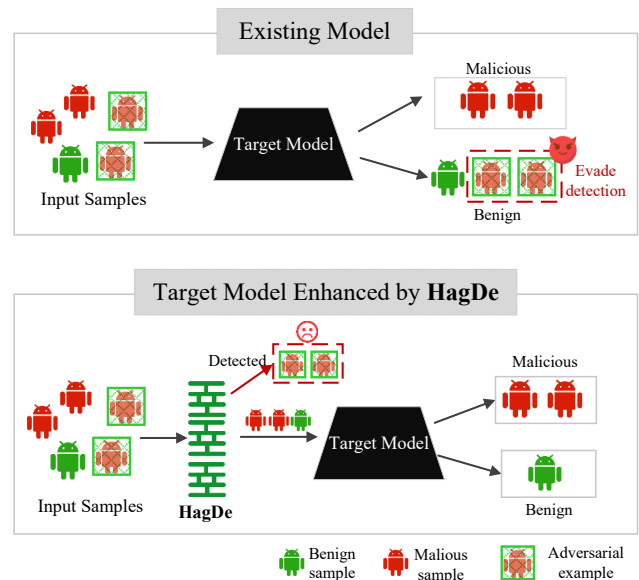 Existing Model
Malicious
Target Model
Input Samples
Evade
detection
Benign
Target Model Enhanced by HagDe
Detected
Malicious
Target Model
Input Samples
HagDe
Benign
Benign
sample
Malious
sample
Adversarial
example